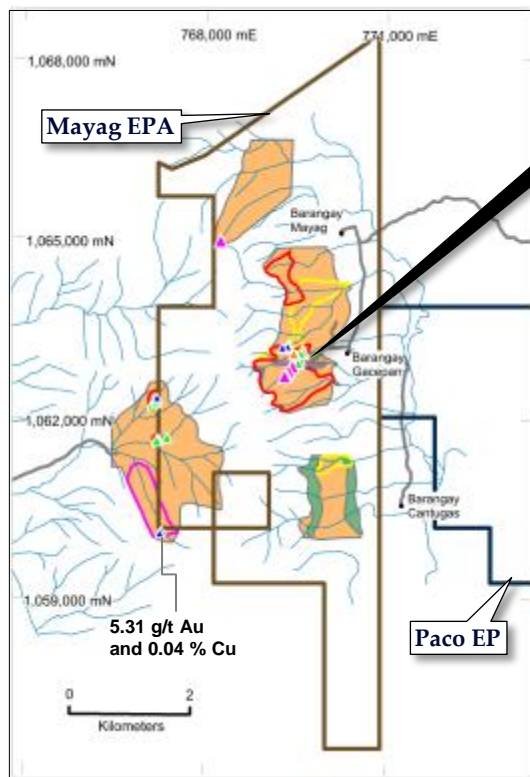 768,000 mE
771,000 mE
1,068,000 mN
Mayag EPA
Barangay
Mayag
1,065,000 mN
Barangay
Gacepan
1,062,000 mN
Barangay
Cantugas
1,059,000 mN
5.31 g/t Au
and 0.04 % Cu
Paco EP
0 2
Kilometers